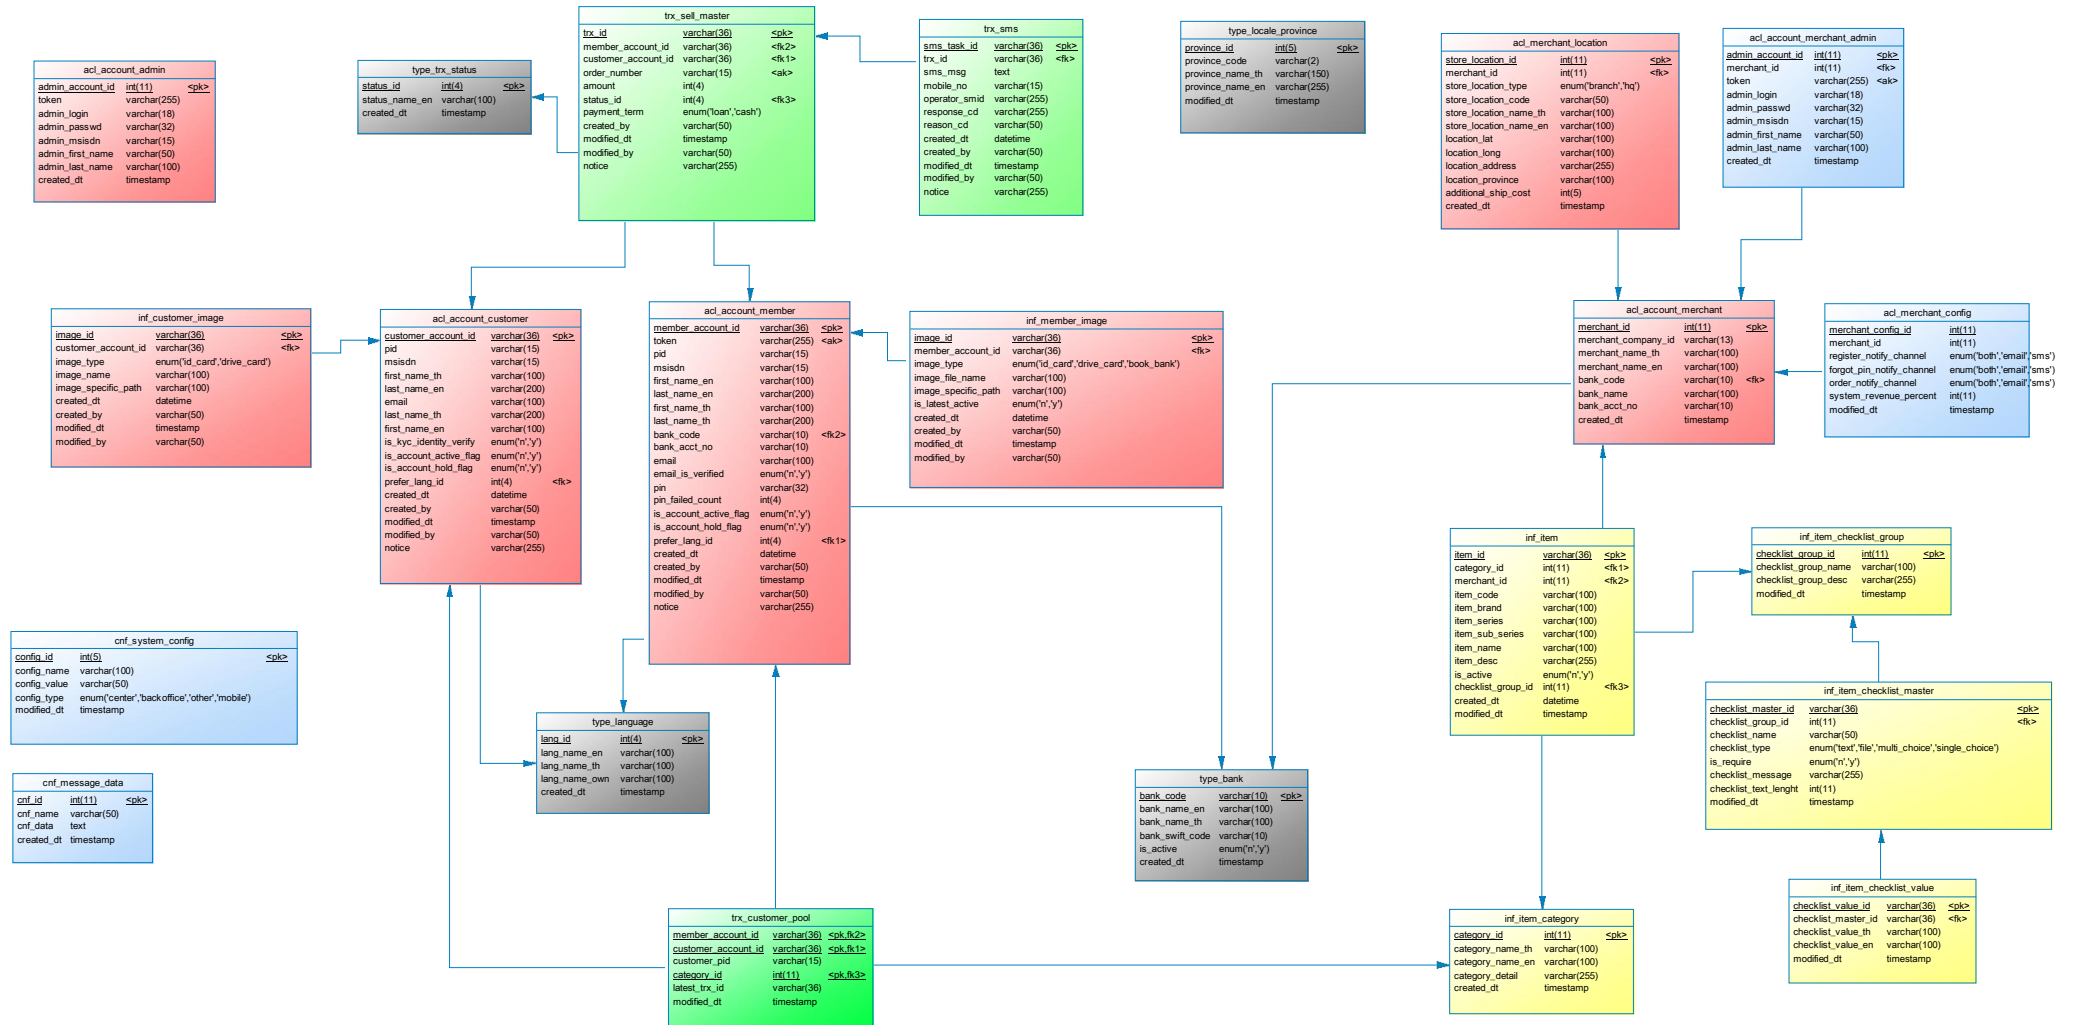 trx_sell_master
trx_id varchar(36) <pk>
member_account_id varchar(36) <fk2>
customer_account_id varchar(36) <fk1>
order_number varchar(15) <ak>
amount int(4)
status_id int(4) <fk3>
payment_term enum('loan','cash')
created_by varchar(50)
modified_dt timestamp
modified_by varchar(50)
notice varchar(255)
trx_sms
sms_task_id varchar(36) <pk>
trx_id varchar(36) <fk>
sms_msg text
mobile_no varchar(15)
operator_smid varchar(255)
response_cd varchar(255)
reason_cd varchar(50)
created_dt datetime
created_by varchar(50)
modified_dt timestamp
modified_by varchar(50)
notice varchar(255)
type_locale_province
province_id int(5) <pk>
province_code varchar(2)
province_name_th varchar(150)
province_name_en varchar(255)
modified_dt timestamp
acl_merchant_location
store_location_id int(11) <pk>
merchant_id int(11) <fk>
store_location_type enum('branch','hq')
store_location_code varchar(50)
store_location_name_th varchar(100)
store_location_name_en varchar(100)
location_lat varchar(100)
location_long varchar(100)
location_address varchar(255)
location_province varchar(100)
additional_ship_cost int(5)
created_dt timestamp
acl_account_merchant_admin
admin_account_id int(11) <pk>
merchant_id int(11) <fk>
token varchar(255) <ak>
admin_login varchar(18)
admin_passwd varchar(32)
admin_msisdn varchar(15)
admin_first_name varchar(50)
admin_last_name varchar(100)
created_dt timestamp
acl_account_admin
admin_account_id int(11) <pk>
token varchar(255)
admin_login varchar(18)
admin_passwd varchar(32)
admin_msisdn varchar(15)
admin_first_name varchar(50)
admin_last_name varchar(100)
created_dt timestamp
type_trx_status
status_id int(4) <pk>
status_name_en varchar(100)
created_dt timestamp
inf_customer_image
image_id varchar(36) <pk>
customer_account_id varchar(36) <fk>
image_type enum('id_card','drive_card')
image_name varchar(100)
image_specific_path varchar(100)
created_dt datetime
created_by varchar(50)
modified_dt timestamp
modified_by varchar(50)
acl_account_customer
customer_account_id varchar(36) <pk>
pid varchar(15)
msisdn varchar(15)
first_name_th varchar(100)
last_name_en varchar(200)
email varchar(100)
last_name_th varchar(200)
first_name_en varchar(100)
is_kyc_identity_verify enum('n','y')
is_account_active_flag enum('n','y')
is_account_hold_flag enum('n','y')
prefer_lang_id int(4) <fk>
created_dt datetime
created_by varchar(50)
modified_dt timestamp
modified_by varchar(50)
notice varchar(255)
acl_account_member
member_account_id varchar(36) <pk>
token varchar(255) <ak>
pid varchar(15)
msisdn varchar(15)
first_name_en varchar(100)
last_name_en varchar(200)
first_name_th varchar(100)
last_name_th varchar(200)
bank_code varchar(10) <fk2>
bank_acct_no varchar(10)
email varchar(100)
email_is_verified enum('n','y')
pin varchar(32)
pin_failed_count int(4)
is_account_active_flag enum('n','y')
is_account_hold_flag enum('n','y')
prefer_lang_id int(4) <fk1>
created_dt datetime
created_by varchar(50)
modified_dt timestamp
modified_by varchar(50)
notice varchar(255)
inf_member_image
image_id varchar(36) <pk>
member_account_id varchar(36) <fk>
image_type enum('id_card','drive_card','book_bank')
image_file_name varchar(100)
image_specific_path varchar(100)
is_latest_active enum('n','y')
created_dt datetime
created_by varchar(50)
modified_dt timestamp
modified_by varchar(50)
acl_account_merchant
merchant_id int(11) <pk>
merchant_company_id varchar(13)
merchant_name_th varchar(100)
merchant_name_en varchar(100)
bank_code varchar(10) <fk>
bank_name varchar(100)
bank_acct_no varchar(10)
created_dt timestamp
acl_merchant_config
merchant_config_id int(11)
merchant_id int(11)
register_notify_channel enum('both','email','sms')
forgot_pin_notify_channel enum('both','email','sms')
order_notify_channel enum('both','email','sms')
system_revenue_percent int(11)
modified_dt timestamp
inf_item
item_id varchar(36) <pk>
category_id int(11) <fk1>
merchant_id int(11) <fk2>
item_code varchar(100)
item_brand varchar(100)
item_series varchar(100)
item_sub_series varchar(100)
item_name varchar(100)
item_desc varchar(255)
is_active enum('n','y')
checklist_group_id int(11) <fk3>
created_dt datetime
modified_dt timestamp
inf_item_checklist_group
checklist_group_id int(11) <pk>
checklist_group_name varchar(100)
checklist_group_desc varchar(255)
modified_dt timestamp
cnf_system_config
config_id int(5) <pk>
config_name varchar(100)
config_value varchar(50)
config_type enum('center','backoffice','other','mobile')
modified_dt timestamp
type_language
lang_id int(4) <pk>
lang_name_en varchar(100)
lang_name_th varchar(100)
lang_name_own varchar(100)
created_dt timestamp
inf_item_checklist_master
checklist_master_id varchar(36) <pk>
checklist_group_id int(11) <fk>
checklist_name varchar(50)
checklist_type enum('text','file','multi_choice','single_choice')
is_require enum('n','y')
checklist_message varchar(255)
checklist_text_lenght int(11)
modified_dt timestamp
cnf_message_data
cnf_id int(11) <pk>
cnf_name varchar(50)
cnf_data text
created_dt timestamp
type_bank
bank_code varchar(10) <pk>
bank_name_en varchar(100)
bank_name_th varchar(100)
bank_swift_code varchar(10)
is_active enum('n','y')
created_dt timestamp
inf_item_checklist_value
checklist_value_id varchar(36) <pk>
checklist_master_id varchar(36) <fk>
checklist_value_th varchar(100)
checklist_value_en varchar(100)
modified_dt timestamp
trx_customer_pool
member_account_id varchar(36) <pk,fk2>
customer_account_id varchar(36) <pk,fk1>
customer_pid varchar(15)
category_id int(11) <pk,fk3>
latest_trx_id varchar(36)
modified_dt timestamp
inf_item_category
category_id int(11) <pk>
category_name_th varchar(100)
category_name_en varchar(100)
category_detail varchar(255)
created_dt timestamp